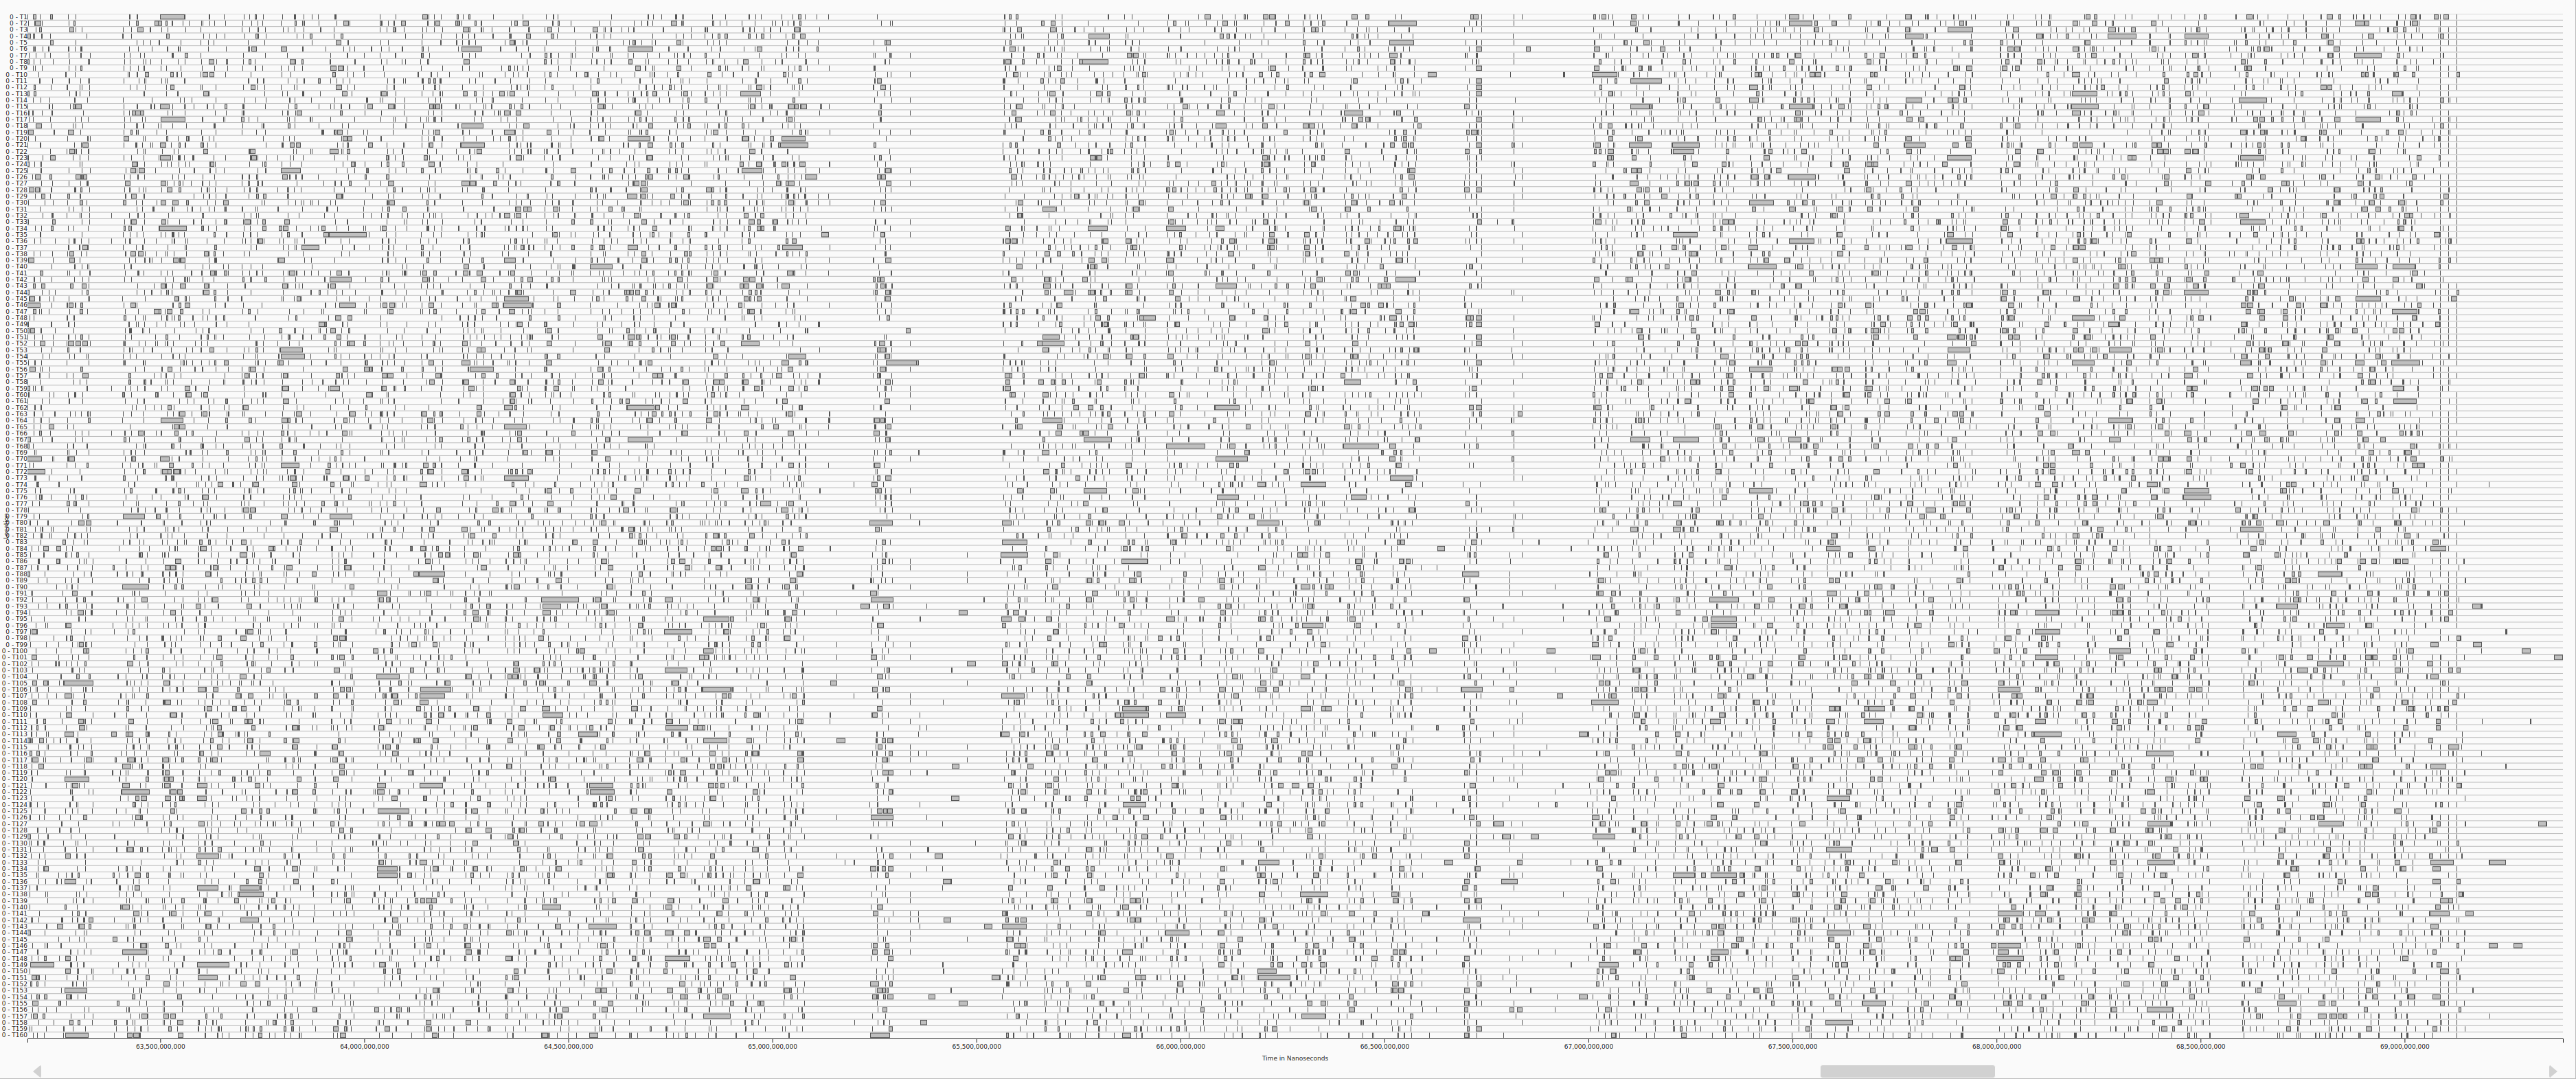 0 - T1
0 - T2
0 - T3
0 - T4
0 - T5
0 - T6
0 - T7
0 - T8
0 - T9
0 - T10
0 - T11
0 - T12
0 - T13
0 - T14
0 - T15
0 - T16
0 - T17
0 - T18
0 - T19
0 - T20
0 - T21
0 - T22
0 - T23
0 - T24
0 - T25
0 - T26
0 - T27
0 - T28
0 - T29
0 - T30
0 - T31
0 - T32
0 - T33
0 - T34
0 - T35
0 - T36
0 - T37
0 - T38
0 - T39
0 - T40
0 - T41
0 - T42
0 - T43
0 - T44
0 - T45
0 - T46
0 - T47
0 - T48
0 - T49
0 - T50
0 - T51
0 - T52
0 - T53
0 - T54
0 - T55
0 - T56
0 - T57
0 - T58
0 - T59
0 - T60
0 - T61
0 - T62
0 - T63
0 - T64
0 - T65
0 - T66
0 - T67
0 - T68
0 - T69
0 - T70
0 - T71
0 - T72
0 - T73
0 - T74
0 - T75
0 - T76
0 - T77
0 - T78
0 - T79
0 - T80
0 - T81
0 - T82
0 - T83
0 - T84
0 - T85
0 - T86
0 - T87
0 - T88
0 - T89
0 - T90
0 - T91
0 - T92
0 - T93
0 - T94
0 - T95
0 - T96
0 - T97
0 - T98
0 - T99
0 - T100
0 - T101
0 - T102
0 - T103
0 - T104
0 - T105
0 - T106
0 - T107
0 - T108
0 - T109
0 - T110
0 - T111
0 - T112
0 - T113
0 - T114
0 - T115
0 - T116
0 - T117
0 - T118
0 - T119
0 - T120
0 - T121
0 - T122
0 - T123
0 - T124
0 - T125
0 - T126
0 - T127
0 - T128
0 - T129
0 - T130
0 - T131
0 - T132
0 - T133
0 - T134
0 - T135
0 - T136
0 - T137
0 - T138
0 - T139
0 - T140
0 - T141
0 - T142
0 - T143
0 - T144
0 - T145
0 - T146
0 - T147
0 - T148
0 - T149
0 - T150
0 - T151
0 - T152
0 - T153
0 - T154
0 - T155
0 - T156
0 - T157
0 - T158
0 - T159
0 - T160
63,500,000,000 64,000,000,000 64,500,000,000 65,000,000,000 65,500,000,000 66,000,000,000 66,500,000,000 67,000,000,000 67,500,000,000 68,000,000,000 68,500,000,000 69,000,000,000
Time in Nanoseconds